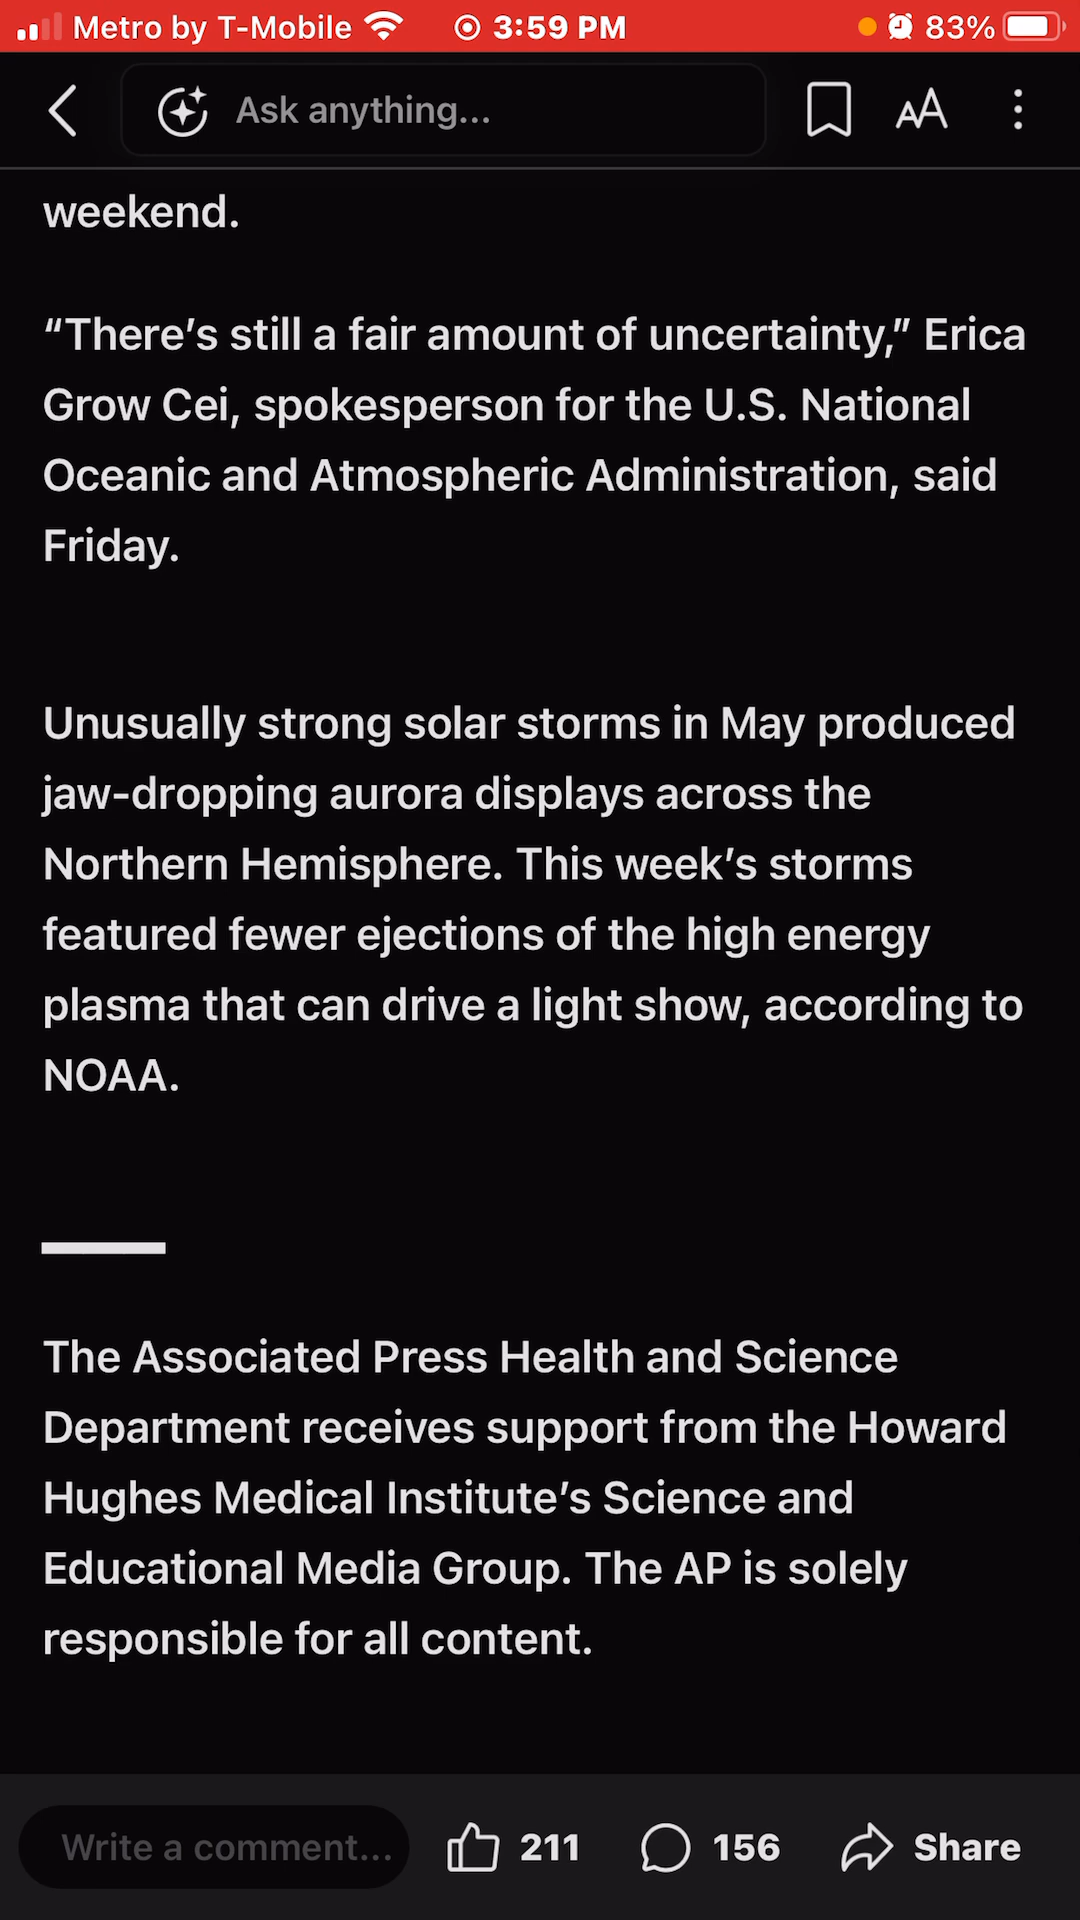 Metro by T-Mobile 3:59 PM 83%
Ask anything... AA
weekend.
“There’s still a fair amount of uncertainty,” Erica
Grow Cei, spokesperson for the U.S. National
Oceanic and Atmospheric Administration, said
Friday.
Unusually strong solar storms in May produced
jaw-dropping aurora displays across the
Northern Hemisphere. This week’s storms
featured fewer ejections of the high energy
plasma that can drive a light show, according to
NOAA.
The Associated Press Health and Science
Department receives support from the Howard
Hughes Medical Institute’s Science and
Educational Media Group. The AP is solely
responsible for all content.
Write a comment... 211 156 Share